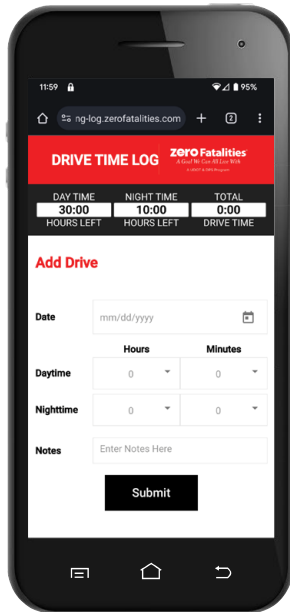 11:59 95%
ng-log.zerofatalities.com 2
DRIVE TIME LOG
zero Fatalities
A Goal We Can All Live With
DAY TIME NIGHT TIME TOTAL
30:00 10:00 0:00
HOURS LEFT HOURS LEFT DRIVE TIME
Add Drive
Date mm/dd/yyyy
Hours Minutes
Daytime 0 0
Nighttime 0 0
Notes Enter Notes Here
Submit